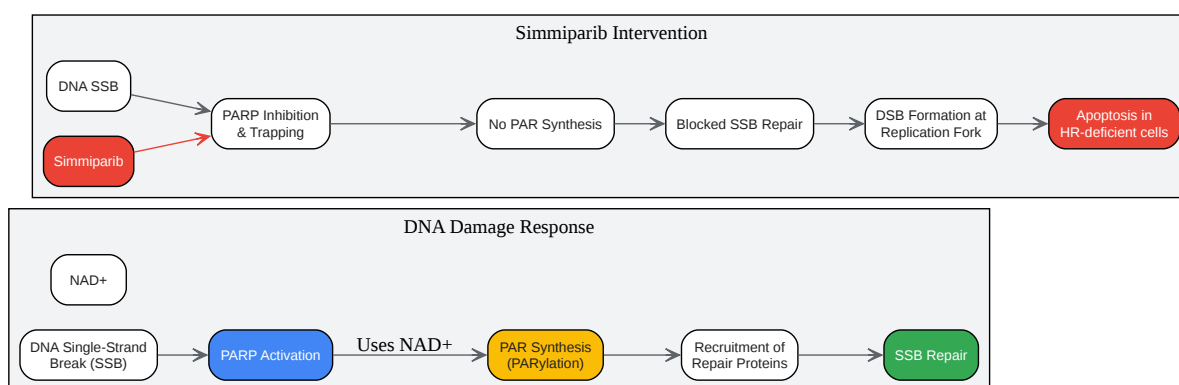 Simmiparib Intervention
DNA SSB
Simmiparib
PARP Inhibition
& Trapping
No PAR Synthesis
Blocked SSB Repair
DSB Formation at
Replication Fork
Apoptosis in
HR-deficient cells
DNA Damage Response
NAD+
DNA Single-Strand
Break (SSB)
PARP Activation
Uses NAD+
PAR Synthesis
(PARylation)
Recruitment of
Repair Proteins
SSB Repair